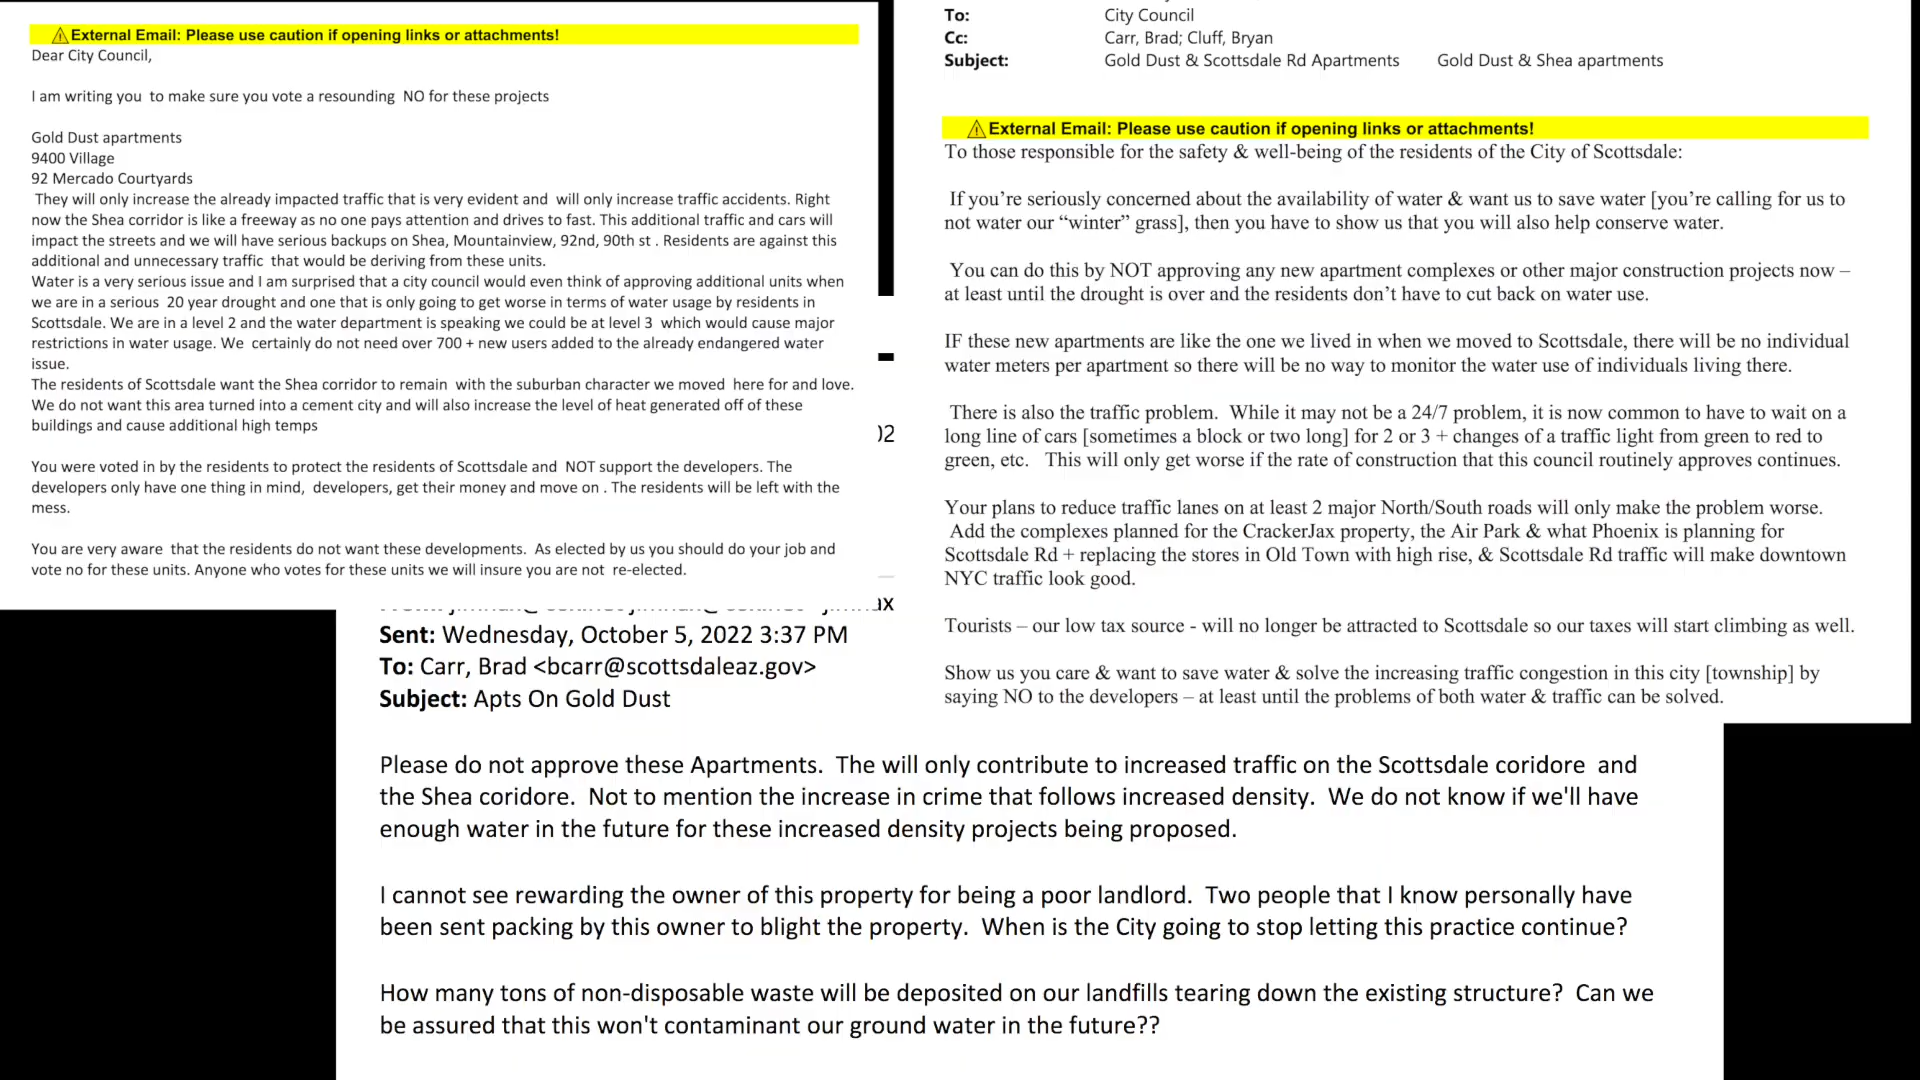 ⚠External Email: Please use caution if opening links or attachments!
Dear City Council,
I am writing you to make sure you vote a resounding NO for these projects
Gold Dust apartments
9400 Village
92 Mercado Courtyards
They will only increase the already impacted traffic that is very evident and will only increase traffic accidents. Right
now the Shea corridor is like a freeway as no one pays attention and drives to fast. This additional traffic and cars will
impact the streets and we will have serious backups on Shea, Mountainview, 92nd, 90th st . Residents are against this
additional and unnecessary traffic that would be deriving from these units.
Water is a very serious issue and I am surprised that a city council would even think of approving additional units when
we are in a serious 20 year drought and one that is only going to get worse in terms of water usage by residents in
Scottsdale. We are in a level 2 and the water department is speaking we could be at level 3 which would cause major
restrictions in water usage. We certainly do not need over 700 + new users added to the already endangered water
issue.
The residents of Scottsdale want the Shea corridor to remain with the suburban character we moved here for and love.
We do not want this area turned into a cement city and will also increase the level of heat generated off of these
buildings and cause additional high temps
You were voted in by the residents to protect the residents of Scottsdale and NOT support the developers. The
developers only have one thing in mind, developers, get their money and move on . The residents will be left with the
mess.
You are very aware that the residents do not want these developments. As elected by us you should do your job and
vote no for these units. Anyone who votes for these units we will insure you are not re-elected.
To: City Council
Cc: Carr, Brad; Cluff, Bryan
Subject: Gold Dust & Scottsdale Rd Apartments Gold Dust & Shea apartments
⚠External Email: Please use caution if opening links or attachments!
To those responsible for the safety & well-being of the residents of the City of Scottsdale:
If you’re seriously concerned about the availability of water & want us to save water [you’re calling for us to
not water our “winter” grass], then you have to show us that you will also help conserve water.
You can do this by NOT approving any new apartment complexes or other major construction projects now –
at least until the drought is over and the residents don’t have to cut back on water use.
IF these new apartments are like the one we lived in when we moved to Scottsdale, there will be no individual
water meters per apartment so there will be no way to monitor the water use of individuals living there.
There is also the traffic problem. While it may not be a 24/7 problem, it is now common to have to wait on a
long line of cars [sometimes a block or two long] for 2 or 3 + changes of a traffic light from green to red to
green, etc. This will only get worse if the rate of construction that this council routinely approves continues.
Your plans to reduce traffic lanes on at least 2 major North/South roads will only make the problem worse.
Add the complexes planned for the CrackerJax property, the Air Park & what Phoenix is planning for
Scottsdale Rd + replacing the stores in Old Town with high rise, & Scottsdale Rd traffic will make downtown
NYC traffic look good.
Tourists – our low tax source - will no longer be attracted to Scottsdale so our taxes will start climbing as well.
Show us you care & want to save water & solve the increasing traffic congestion in this city [township] by
saying NO to the developers – at least until the problems of both water & traffic can be solved.
Sent: Wednesday, October 5, 2022 3:37 PM
To: Carr, Brad <bcarr@scottsdaleaz.gov>
Subject: Apts On Gold Dust
Please do not approve these Apartments. The will only contribute to increased traffic on the Scottsdale coridore and
the Shea coridore. Not to mention the increase in crime that follows increased density. We do not know if we'll have
enough water in the future for these increased density projects being proposed.
I cannot see rewarding the owner of this property for being a poor landlord. Two people that I know personally have
been sent packing by this owner to blight the property. When is the City going to stop letting this practice continue?
How many tons of non-disposable waste will be deposited on our landfills tearing down the existing structure? Can we
be assured that this won't contaminant our ground water in the future??